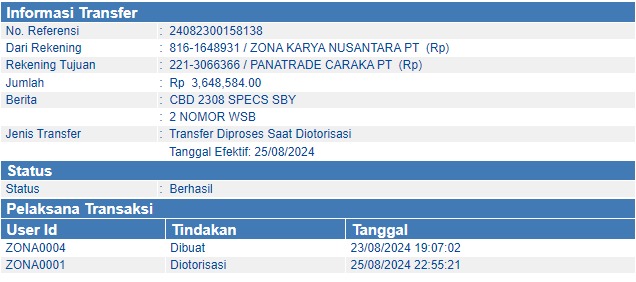 Informasi Transfer
No. Referensi : 24082300158138
Dari Rekening : 816-1648931 / ZONA KARYA NUSANTARA PT (Rp)
Rekening Tujuan : 221-3066366 / PANATRADE CARAKA PT (Rp)
Jumlah : Rp 3,648,584.00
Berita : CBD 2308 SPECS SBY
: 2 NOMOR WSB
Jenis Transfer : Transfer Diproses Saat Diotorisasi
Tanggal Efektif: 25/08/2024
Status
Status : Berhasil
Pelaksana Transaksi
User Id Tindakan Tanggal
ZONA0004 Dibuat 23/08/2024 19:07:02
ZONA0001 Diotorisasi 25/08/2024 22:55:21